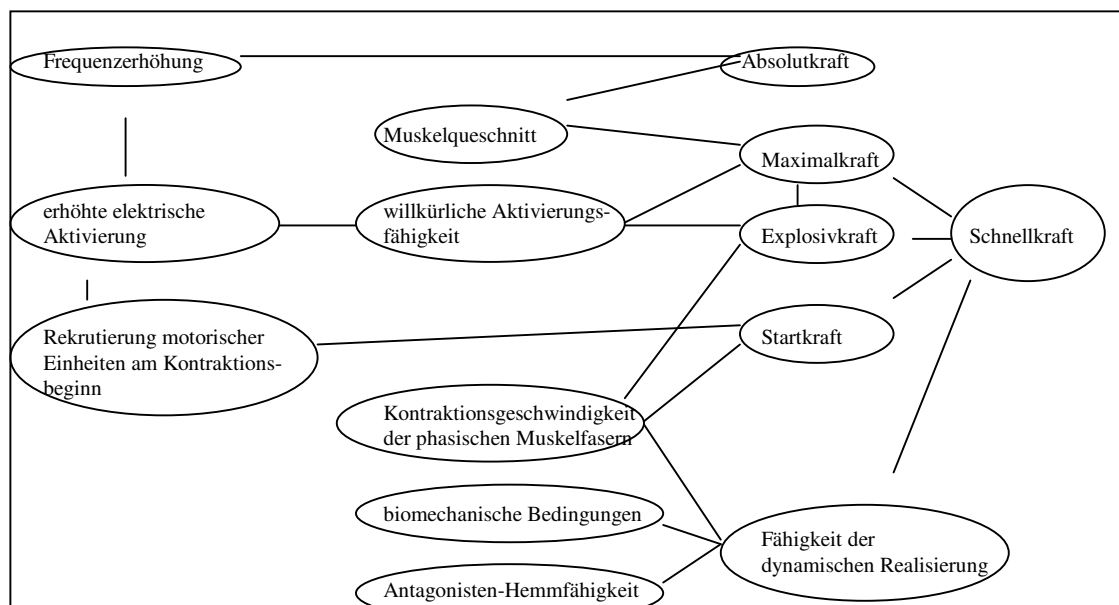 Frequenzerhöhung
Absolutkraft
Muskelqueschnitt
Maximalkraft
erhöhte elektrische
Aktivierung
willkürliche Aktivierungs-
fähigkeit
Explosivkraft
Schnellkraft
Rekrutierung motorischer
Einheiten am Kontraktions-
beginn
Startkraft
Kontraktionsgeschwindigkeit
der phasischen Muskelfasern
biomechanische Bedingungen
Fähigkeit der
dynamischen Realisierung
Antagonisten-Hemmfähigkeit